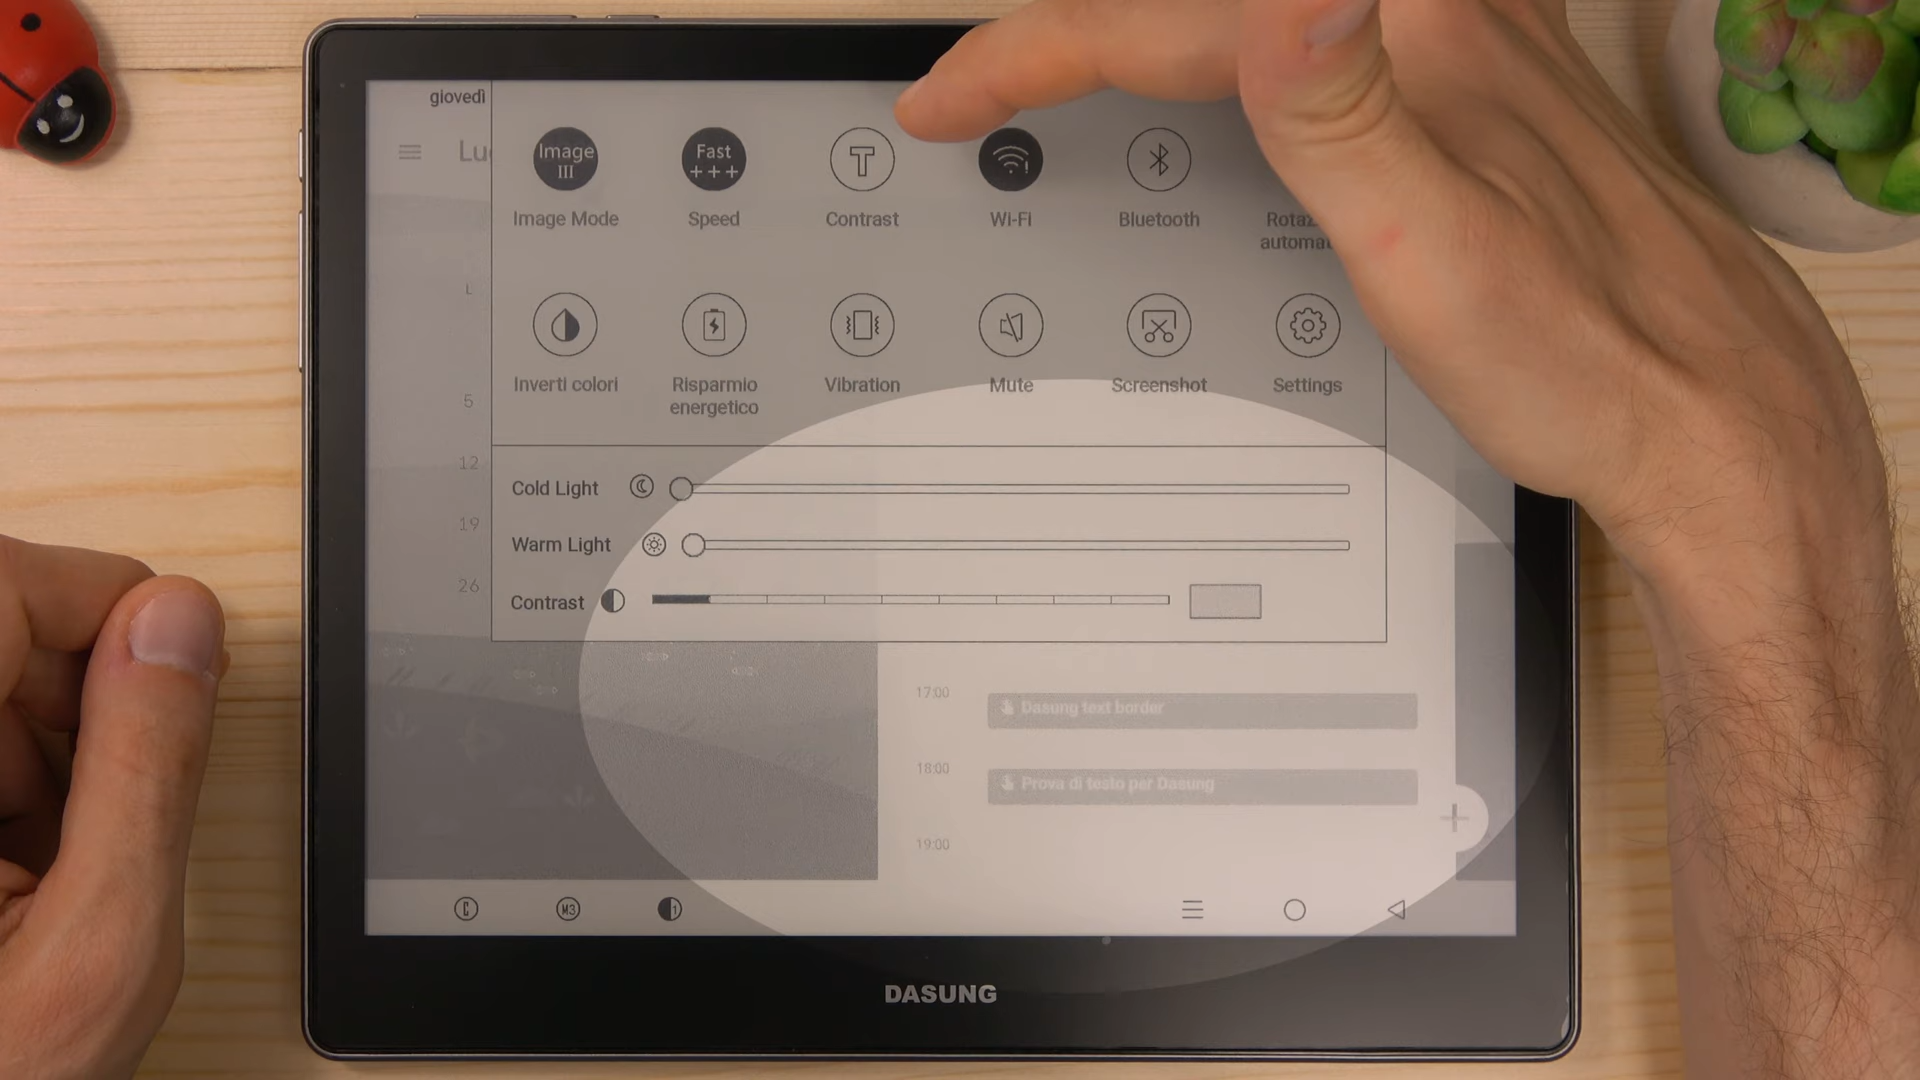 giovedì
Image
III
Fast
+++
T
Image Mode
Speed
Contrast
Wi-Fi
Bluetooth
L
Inverti colori
Risparmio
energetico
Vibration
Mute
Screenshot
Settings
5
12
Cold Light
19
Warm Light
26
Contrast
17:00
Dasung text border
18:00
Prova di testo per Dasung
19:00
C
M3
1
DASUNG